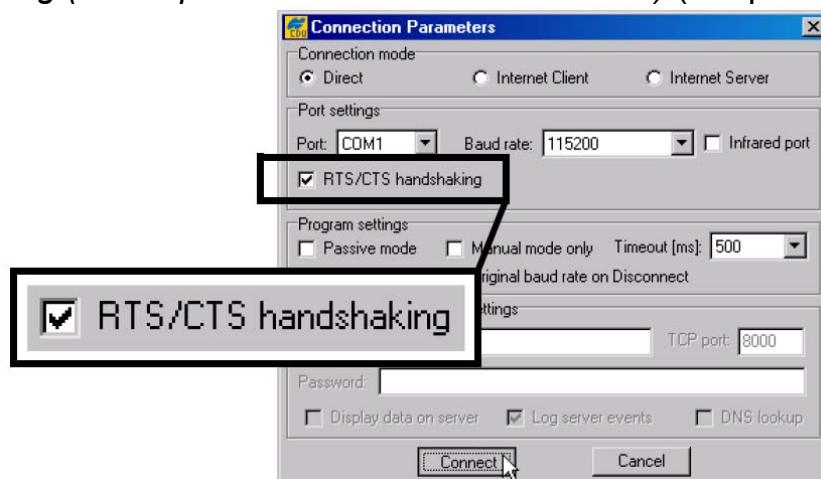 Connection Parameters
Connection mode
Direct Internet Client Internet Server
Port settings
Port: COM1 Baud rate: 115200 Infrared port
RTS/CTS handshaking
Program settings
Passive mode Manual mode only Timeout [ms]: 500
riginal baud rate on Disconnect
RTS/CTS handshaking
ttings
TCP port: 8000
Password:
Display data on server Log server events DNS lookup
Connect Cancel